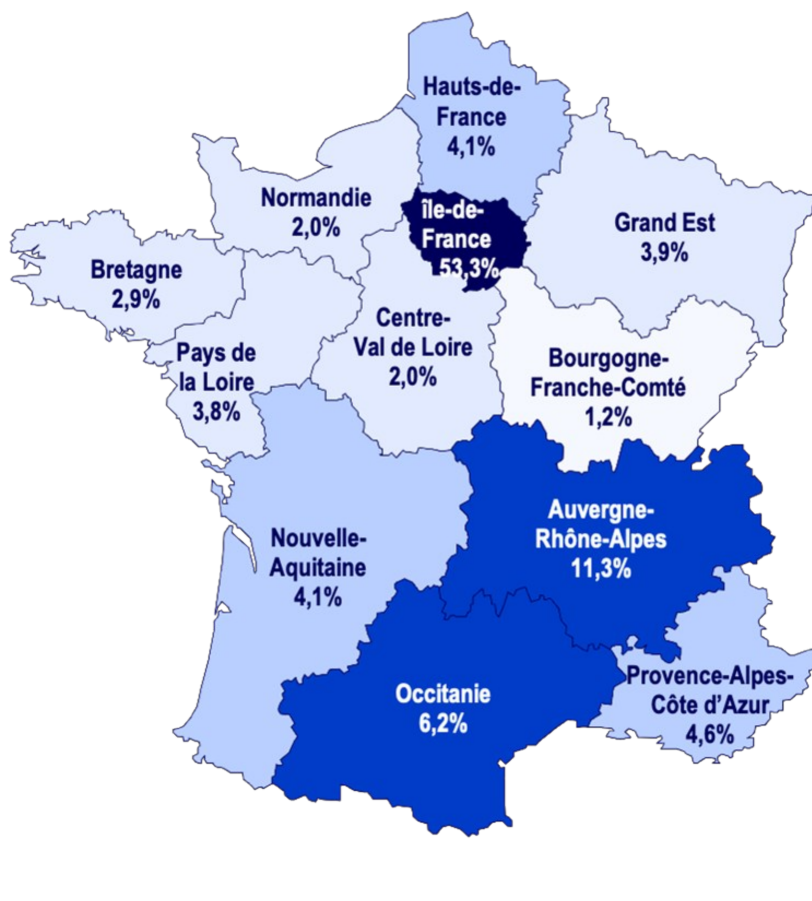 Hauts-de-
France
4,1%
Normandie
2,0%
île-de-
France
53,3%
Grand Est
3,9%
Bretagne
2,9%
Pays de
la Loire
3,8%
Centre-
Val de Loire
2,0%
Bourgogne-
Franche-Comté
1,2%
Auvergne-
Rhône-Alpes
11,3%
Nouvelle-
Aquitaine
4,1%
Occitanie
6,2%
Provence-Alpes-
Côte d’Azur
4,6%